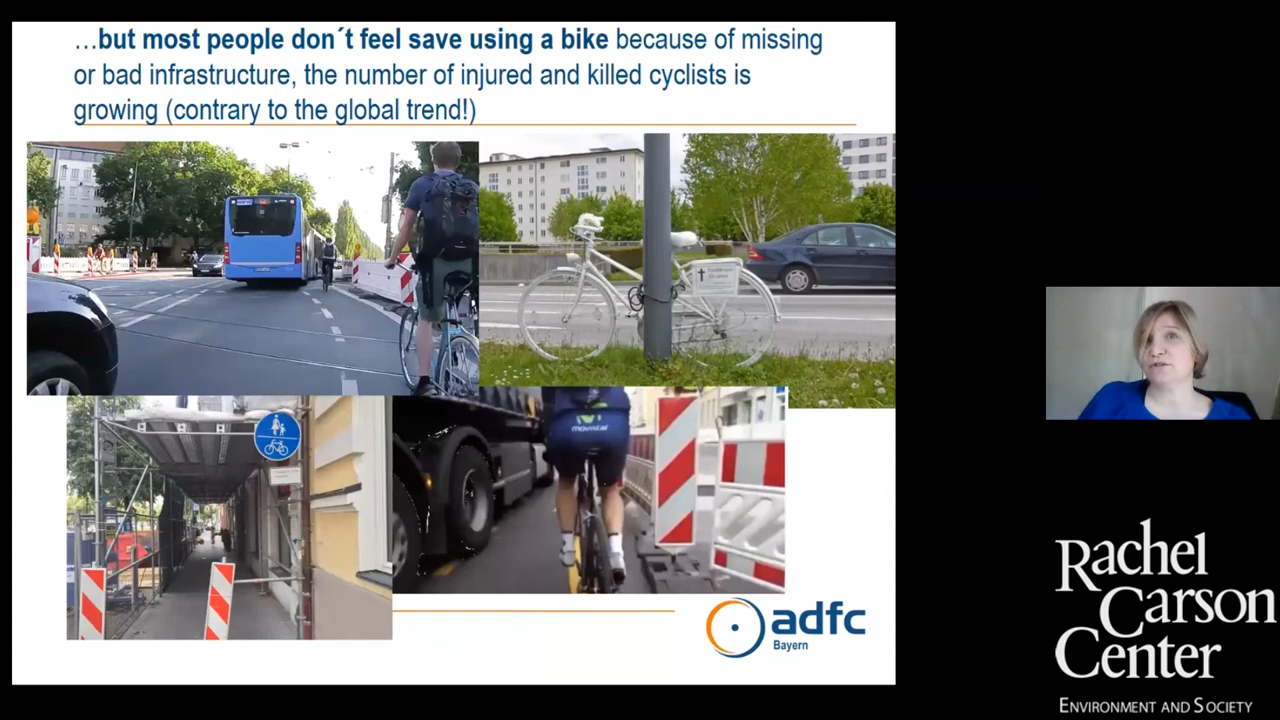 …but most people don´t feel save using a bike because of missing
or bad infrastructure, the number of injured and killed cyclists is
growing (contrary to the global trend!)
movistar
adfc
Bayern
Rachel
Carson
Center
Environment and Society